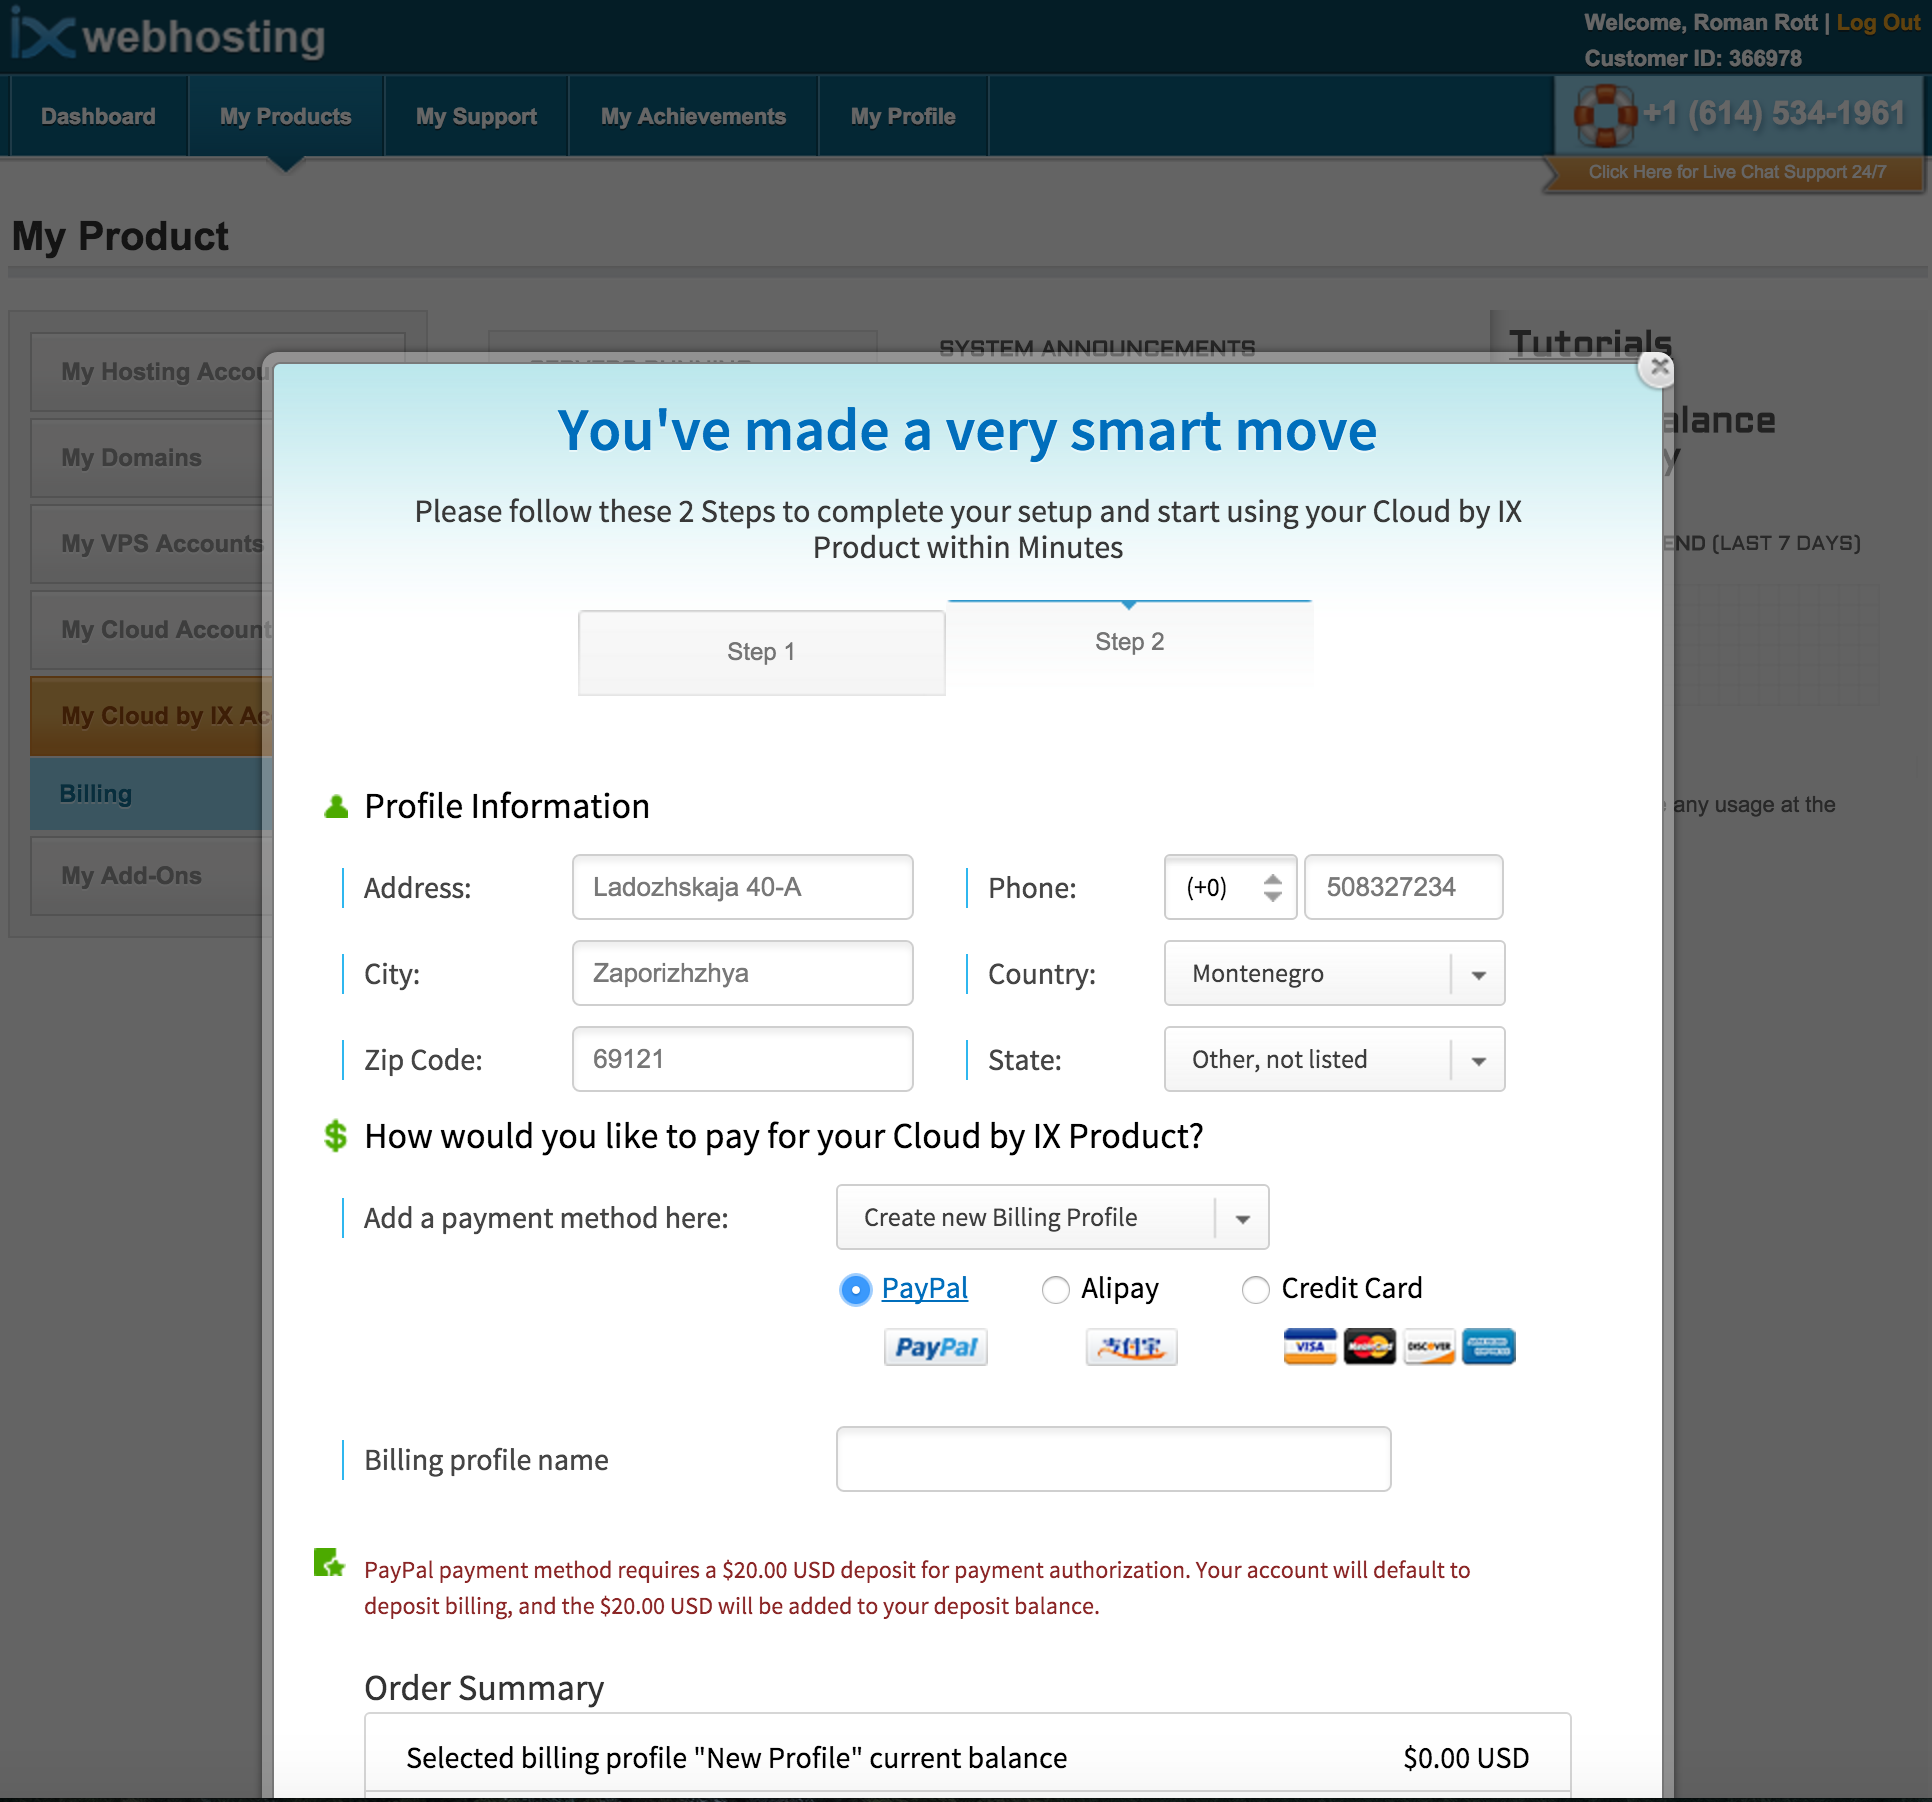 ix webhosting
Welcome, Roman Rott | Log Out
Customer ID: 366978
Dashboard
My Products
My Support
My Achievements
My Profile
+1 (614) 534-1961
Click Here for Live Chat Support 24/7
My Product
My Hosting Accou
My Domains
My VPS Accounts
My Cloud Account
My Cloud by IX Ac
Billing
My Add-Ons
SYSTEM ANNOUNCEMENTS
Tutorials
alance
y
END (LAST 7 DAYS)
any usage at the
You've made a very smart move
Please follow these 2 Steps to complete your setup and start using your Cloud by IX
Product within Minutes
Step 1
Step 2
Profile Information
Address: Ladozhskaja 40-A
Phone: (+0) 508327234
City: Zaporizhzhya
Country: Montenegro
Zip Code: 69121
State: Other, not listed
$ How would you like to pay for your Cloud by IX Product?
Add a payment method here: Create new Billing Profile
PayPal
Alipay
Credit Card
PayPal
支付宝
VISA
MasterCard
DISCOVER
Billing profile name
PayPal payment method requires a $20.00 USD deposit for payment authorization. Your account will default to
deposit billing, and the $20.00 USD will be added to your deposit balance.
Order Summary
Selected billing profile "New Profile" current balance $0.00 USD